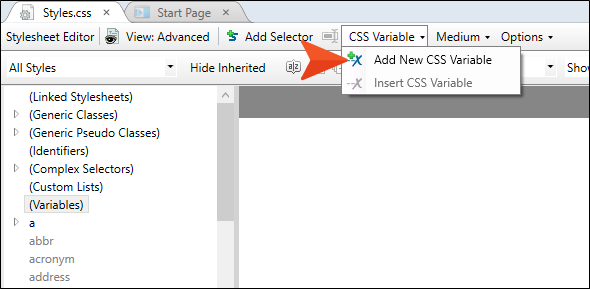 Styles.css
Start Page
Stylesheet Editor View: Advanced Add Selector CSS Variable Medium Options
All Styles Hide Inherited Show
Add New CSS Variable
Insert CSS Variable
(Linked Stylesheets)
(Generic Classes)
(Generic Pseudo Classes)
(Identifiers)
(Complex Selectors)
(Custom Lists)
(Variables)
a
abbr
acronym
address